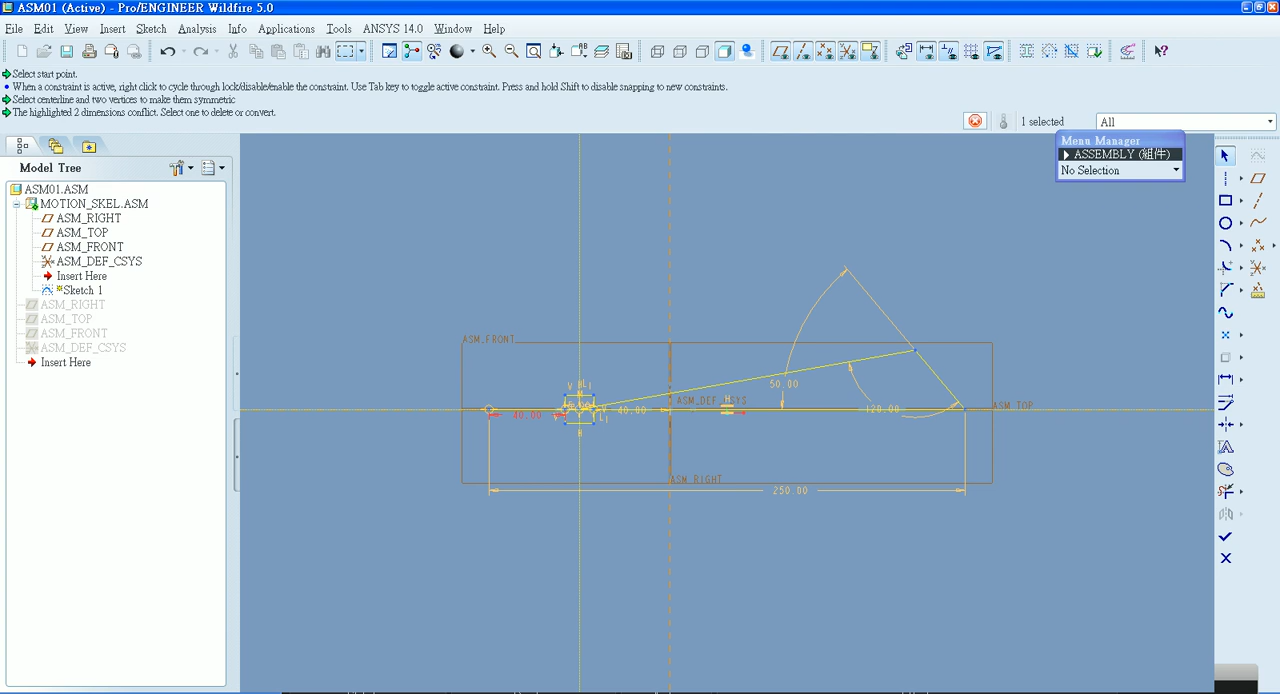 ASM01 (Active) - Pro/ENGINEER Wildfire 5.0
File Edit View Insert Sketch Analysis Info Applications Tools ANSYS 14.0 Window Help
Select start point.
When a constraint is active, right click to cycle through lock/disable/enable the constraint. Use Tab key to toggle active constraint. Press and hold Shift to disable snapping to new constraints.
Select centerline and two vertices to make them symmetric
The highlighted 2 dimensions conflict. Select one to delete or convert.
1 selected
All
Menu Manager
ASSEMBLY (組件)
No Selection
Model Tree
ASM01.ASM
MOTION_SKEL.ASM
ASM_RIGHT
ASM_TOP
ASM_FRONT
ASM_DEF_CSYS
Insert Here
Sketch 1
ASM_RIGHT
ASM_TOP
ASM_FRONT
ASM_DEF_CSYS
Insert Here
ASM_FRONT
50.00
ASM_DEF_CSYS
40.00
40.00
120.00
ASM_TOP
V
H
ASM_RIGHT
250.00